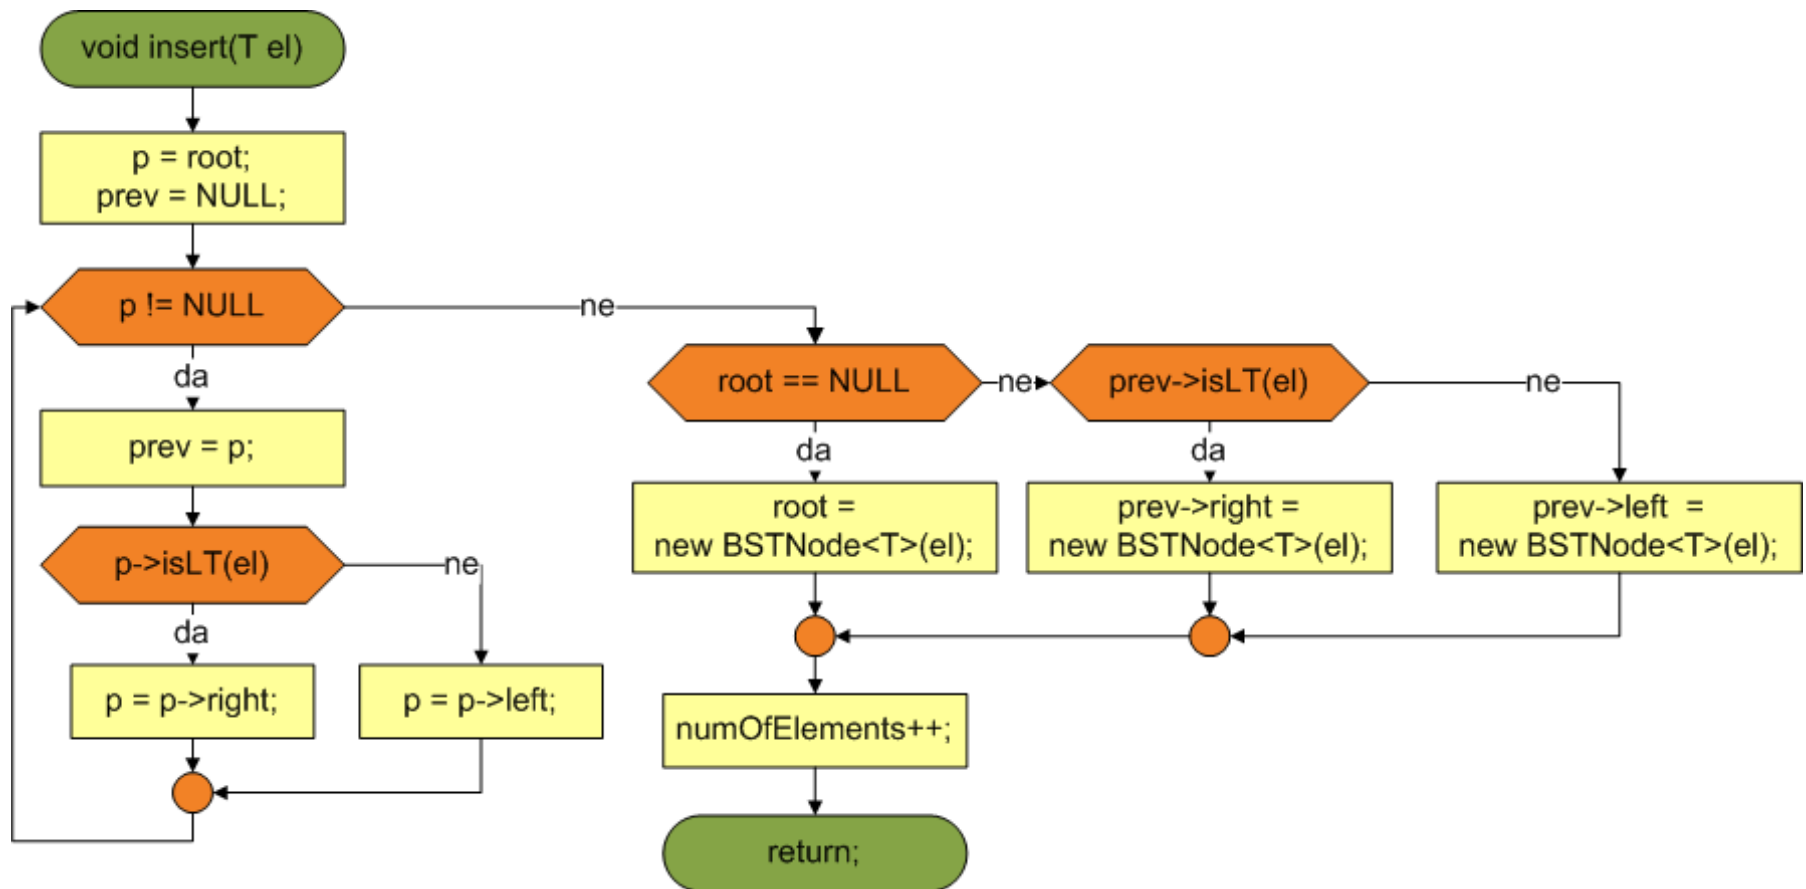 void insert(T el)
p = root;
prev = NULL;
p != NULL
ne
da
prev = p;
p->isLT(el)
ne
da
p = p->right;
p = p->left;
root == NULL
ne
prev->isLT(el)
ne
da
da
root =
new BSTNode<T>(el);
prev->right =
new BSTNode<T>(el);
prev->left  =
new BSTNode<T>(el);
numOfElements++;
return;